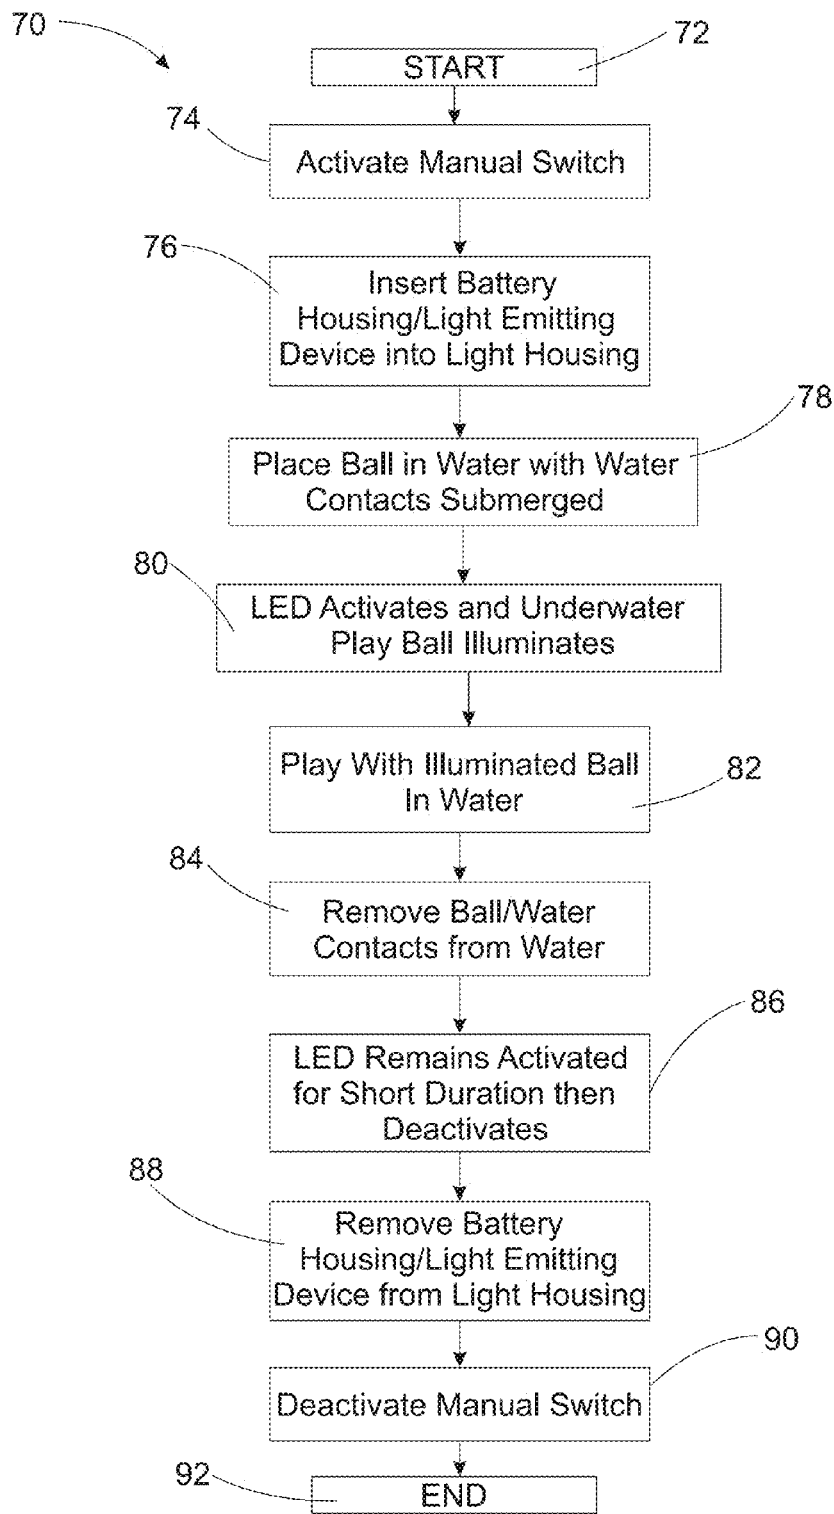 70
72
START
74
Activate Manual Switch
76
Insert Battery
Housing/Light Emitting
Device into Light Housing
78
Place Ball in Water with Water
Contacts Submerged
80
LED Activates and Underwater
Play Ball Illuminates
Play With Illuminated Ball
In Water
82
84
Remove Ball/Water
Contacts from Water
86
LED Remains Activated
for Short Duration then
Deactivates
88
Remove Battery
Housing/Light Emitting
Device from Light Housing
90
Deactivate Manual Switch
92
END